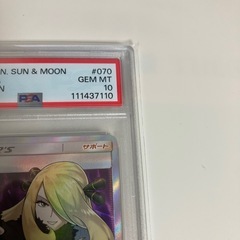 N. SUN & MOON #070
GEM MT
N 10
PSA 111437110
サポート